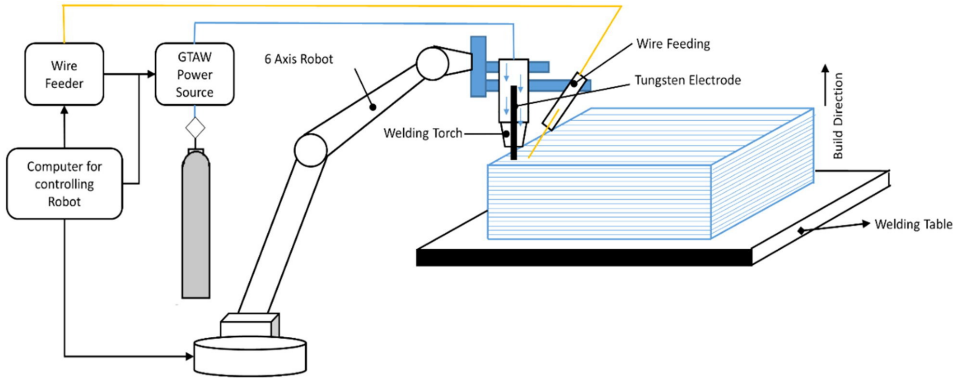 Wire
Feeder
GTAW
Power
Source
6 Axis Robot
Wire Feeding
Tungsten Electrode
Welding Torch
Build Direction
Computer for
controlling
Robot
Welding Table